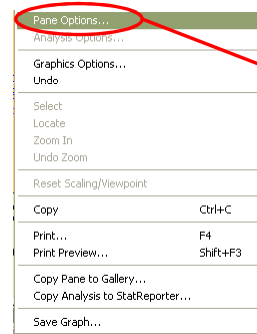 Pane Options...
Analysis Options...
Graphics Options...
Undo
Select
Locate
Zoom In
Undo Zoom
Reset Scaling/Viewpoint
Copy Ctrl+C
Print... F4
Print Preview... Shift+F3
Copy Pane to Gallery...
Copy Analysis to StatReporter...
Save Graph...